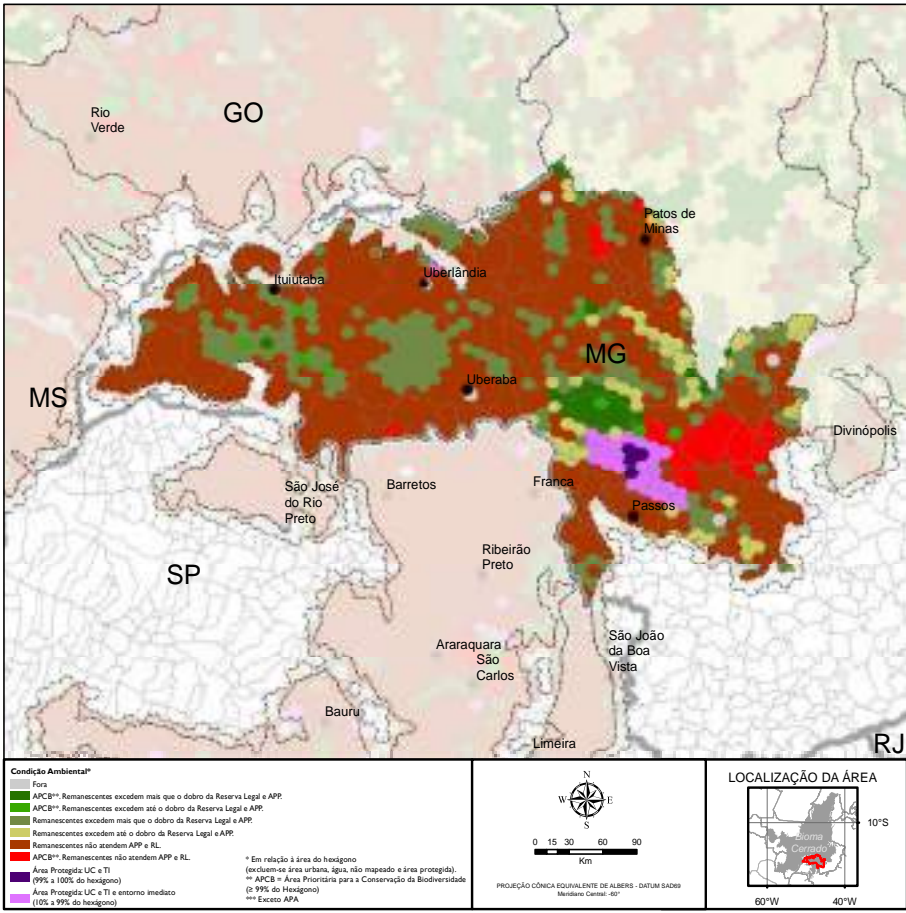 GO
Rio
Verde
Patos de
Minas
Ituiutaba
Uberlândia
MG
Uberaba
MS
Divinópolis
São José
do Rio
Preto
Barretos
Franca
Passos
Ribeirão
Preto
SP
Araraquara
São
Carlos
São João
da Boa
Vista
Bauru
Limeira
RJ
Condição Ambiental*
Fora
APCB**. Remanescentes excedem mais que o dobro da Reserva Legal e APP.
APCB**. Remanescentes excedem até o dobro da Reserva Legal e APP.
Remanescentes excedem mais que o dobro da Reserva Legal e APP.
Remanescentes excedem até o dobro da Reserva Legal e APP.
Remanescentes não atendem APP e RL.
APCB**. Remanescentes não atendem APP e RL.
Área Protegida: UC e TI
(99% a 100% do hexágono)
Área Protegida: UC e TI e entorno imediato
(10% a 99% do hexágono)
* Em relação à área do hexágono
(excluem-se área urbana, água, não mapeado e área protegida).
** APCB = Área Prioritária para a Conservação da Biodiversidade
(≥ 99% do Hexágono)
*** Exceto APA
N
W E
S
0 15 30 60 90
Km
PROJEÇÃO CÔNICA EQUIVALENTE DE ALBERS - DATUM SAD69
Meridiano Central: -60°
LOCALIZAÇÃO DA ÁREA
10°S
Bioma
Cerrado
60°W 40°W